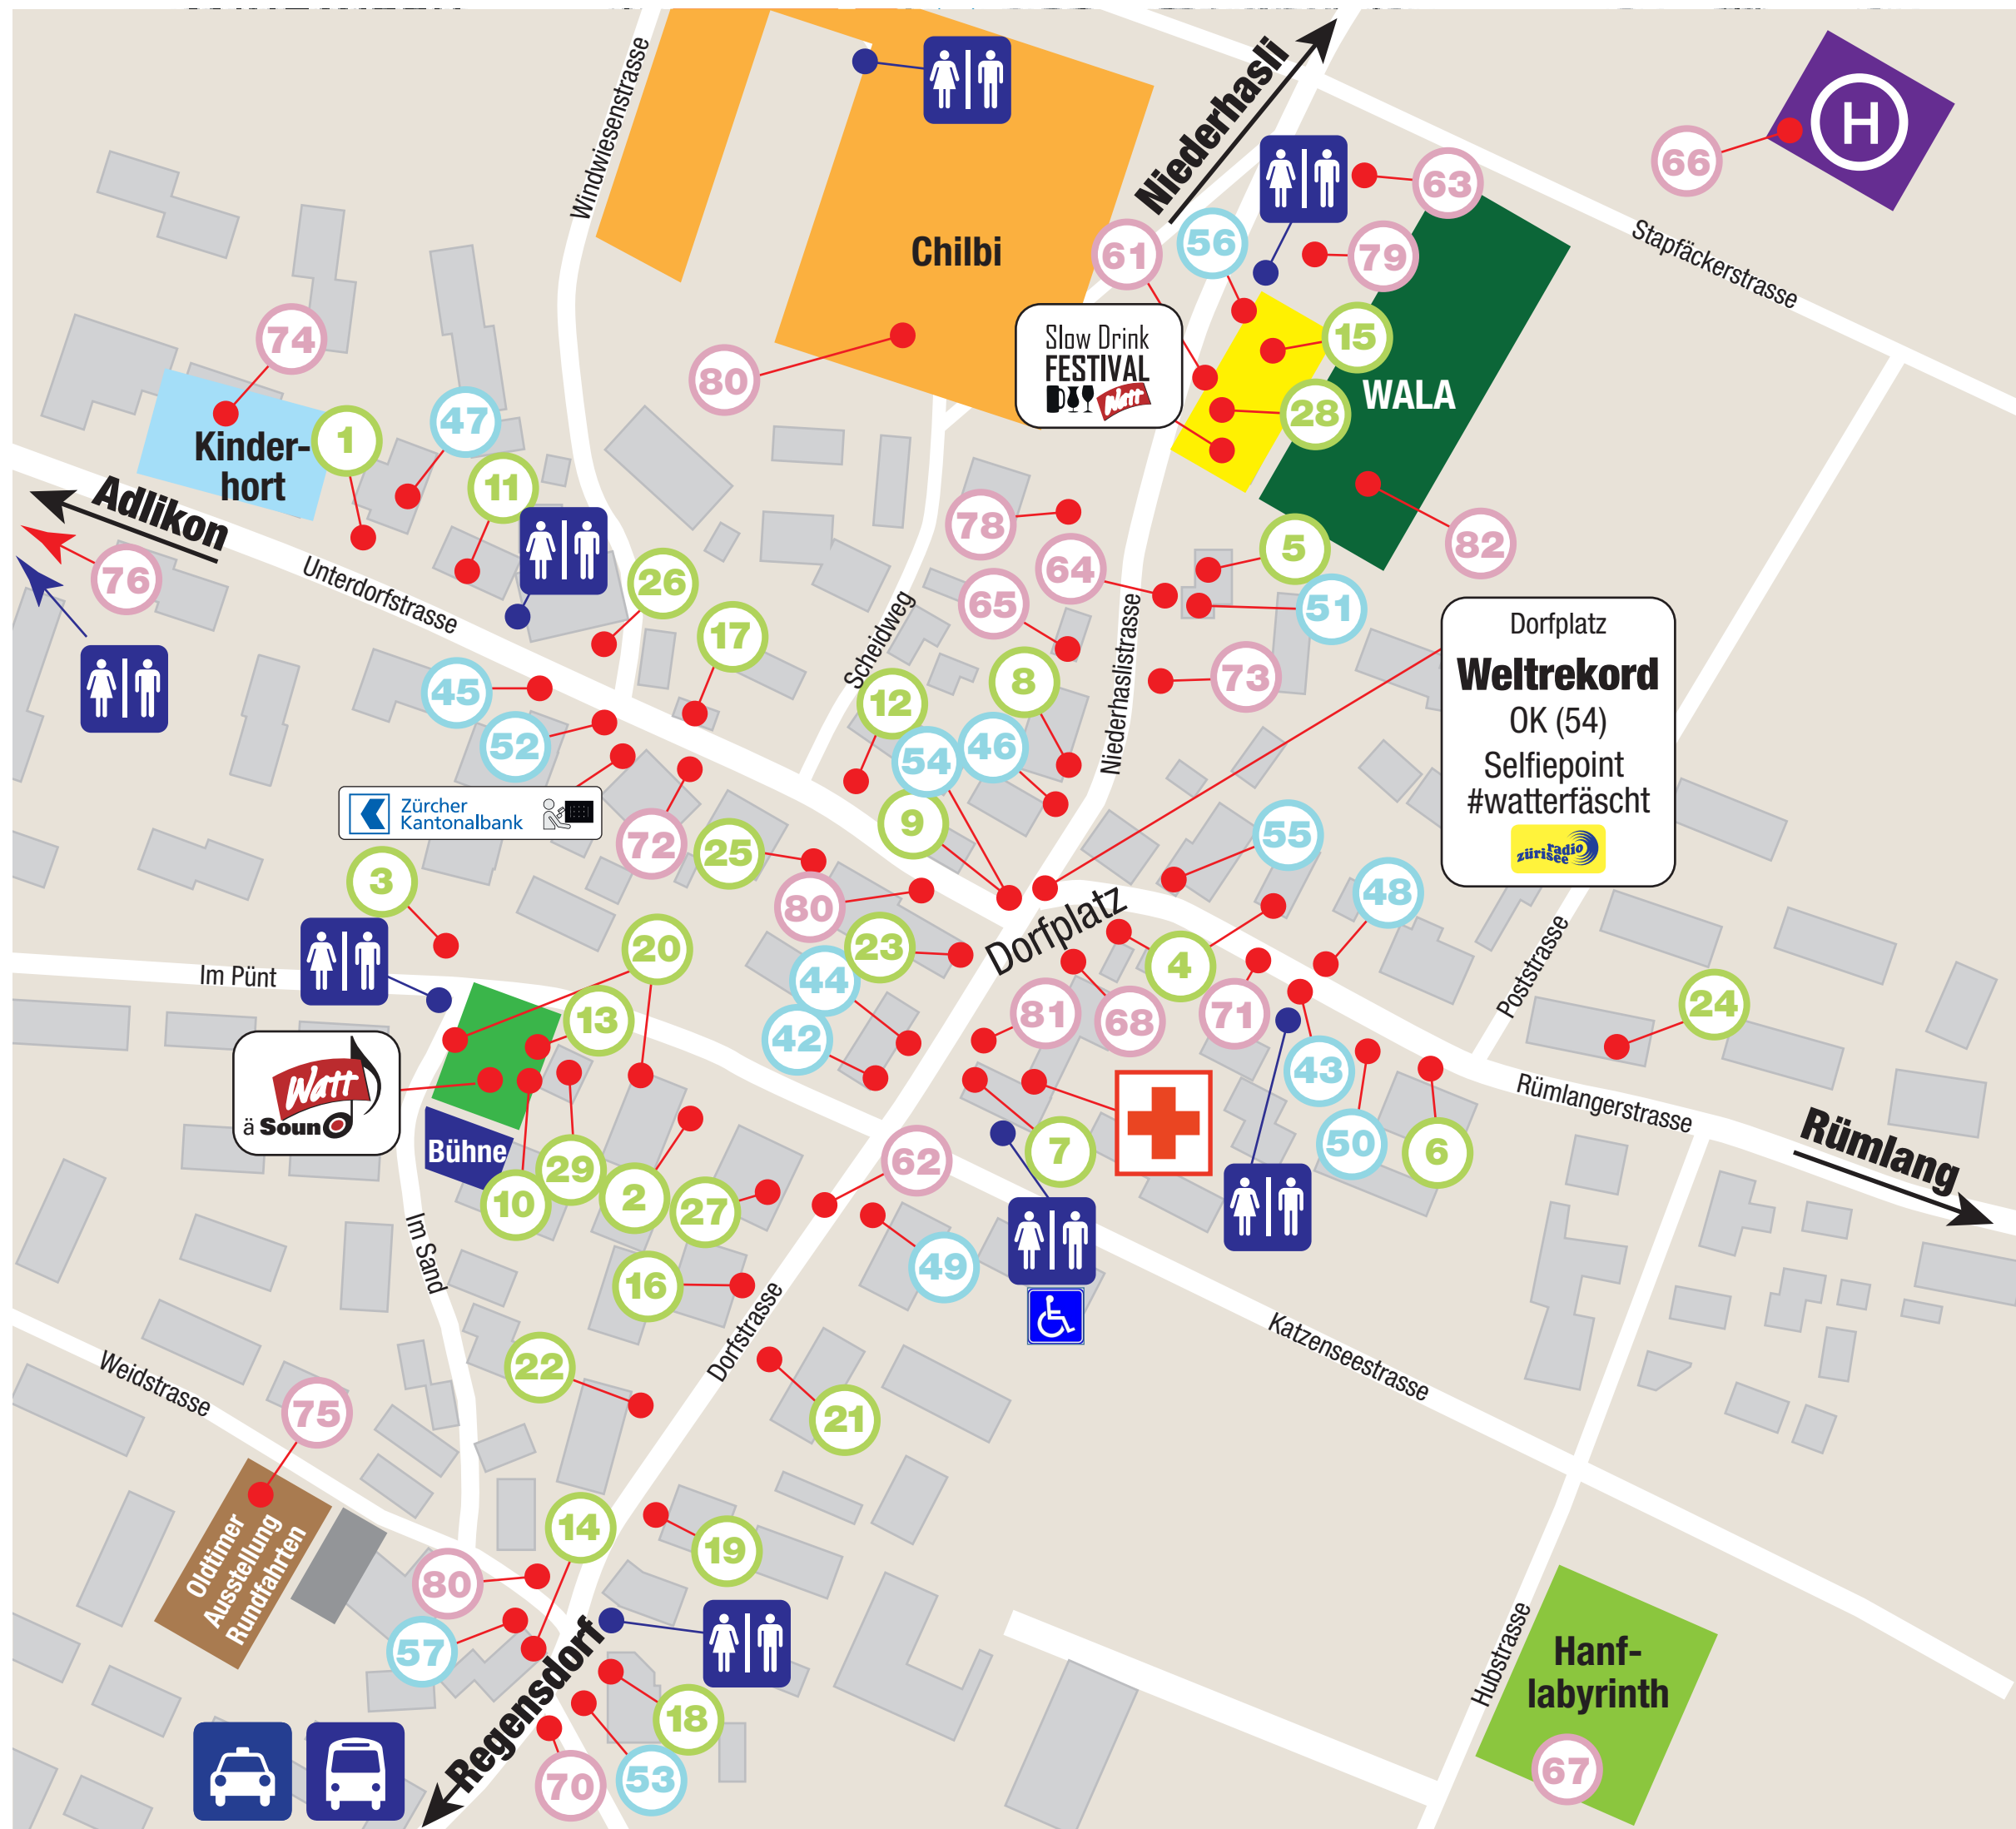 Windwiesenstrasse
Niederhasli
H
66
63
Stapfäckerstrasse
61
56
79
Chilbi
74
80
Slow Drink
FESTIVAL
Watt
15
28
WALA
Kinder-
hort
1
47
11
Adlikon
76
Unterdorfstrasse
26
17
78
64
65
5
51
82
Scheidweg
Niederhaslistrasse
73
8
12
54
46
9
45
52
Zürcher
Kantonalbank
72
25
Dorfplatz
Weltrekord
OK (54)
Selfiepoint
#watterfäscht
radio
zürisee
55
48
3
80
23
Dorfplatz
4
Poststrasse
24
Im Pünt
20
13
44
42
81
68
71
43
Watt
ä Soun
Bühne
10
29
2
27
62
7
50
6
Rümlangerstrasse
Rümlang
Im Sand
16
49
Dorfstrasse
Katzenseestrasse
22
21
Weidstrasse
75
Oldtimer
Ausstellung
Rundfahrten
14
19
80
57
Regensdorf
18
70
53
Hubstrasse
Hanf-
labyrinth
67